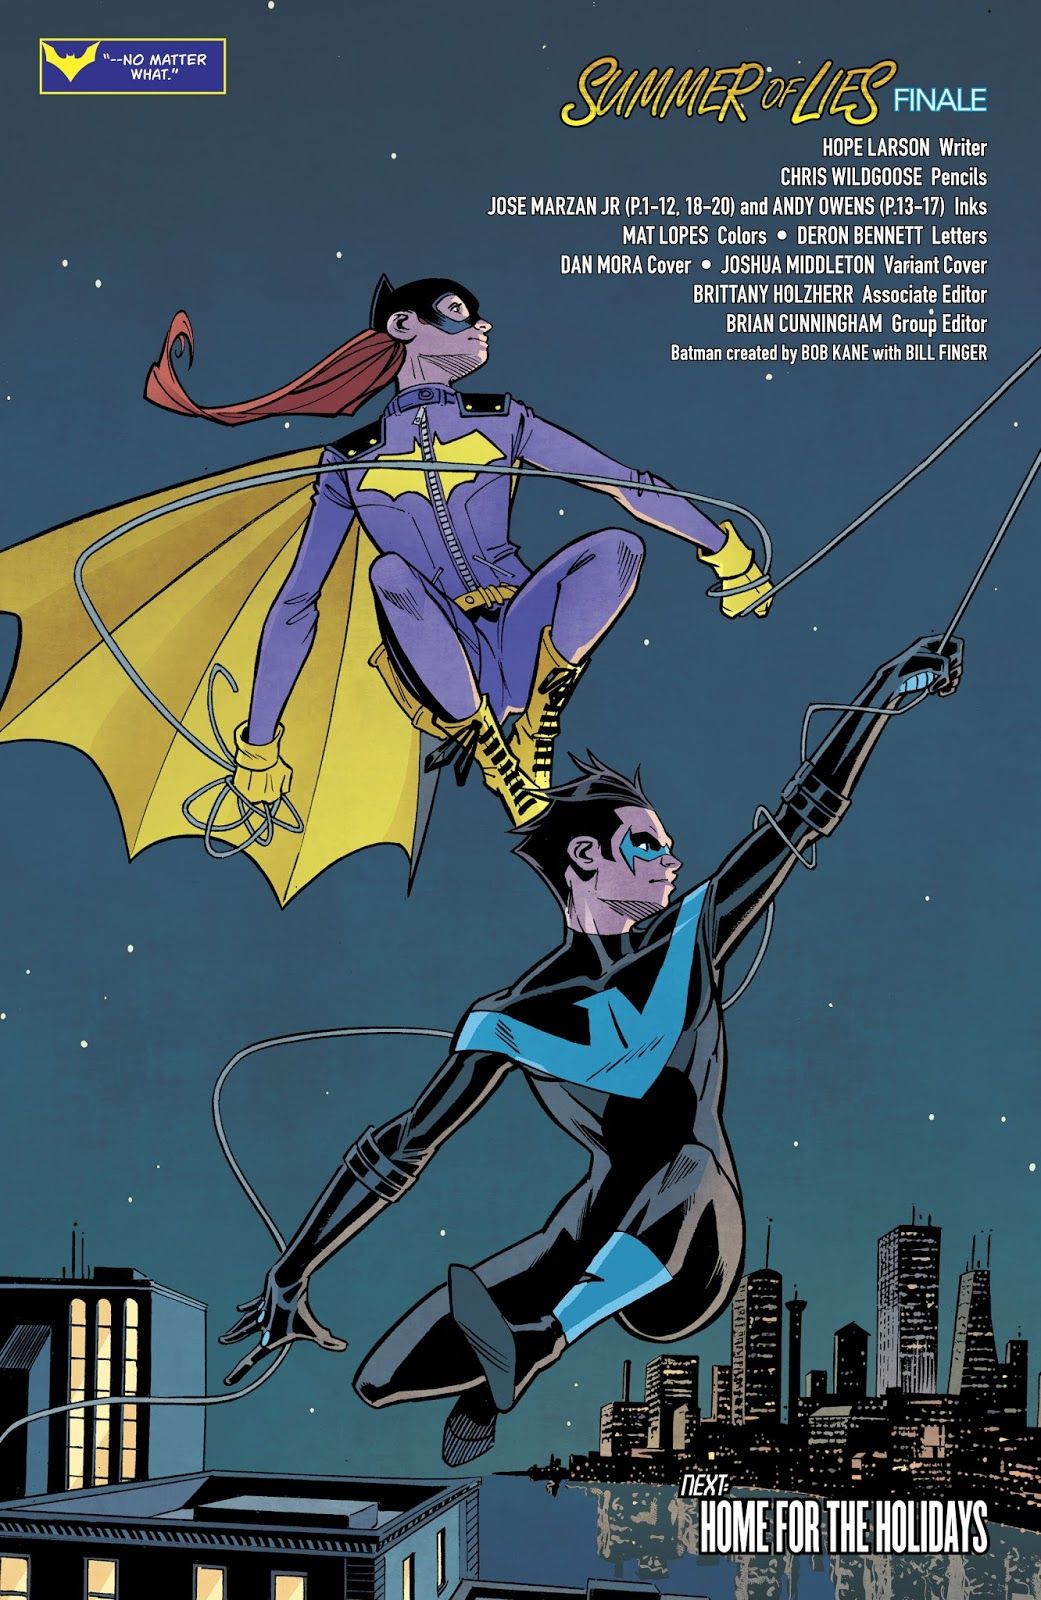 "--NO MATTER
WHAT."
SUMMER OF LIES FINALE
HOPE LARSON Writer
CHRIS WILDGOOSE Pencils
JOSE MARZAN JR (P.1-12, 18-20) and ANDY OWENS (P.13-17) Inks
MAT LOPES Colors • DERON BENNETT Letters
DAN MORA Cover • JOSHUA MIDDLETON Variant Cover
BRITTANY HOLZHERR Associate Editor
BRIAN CUNNINGHAM Group Editor
Batman created by BOB KANE with BILL FINGER
NEXT:
HOME FOR THE HOLIDAYS